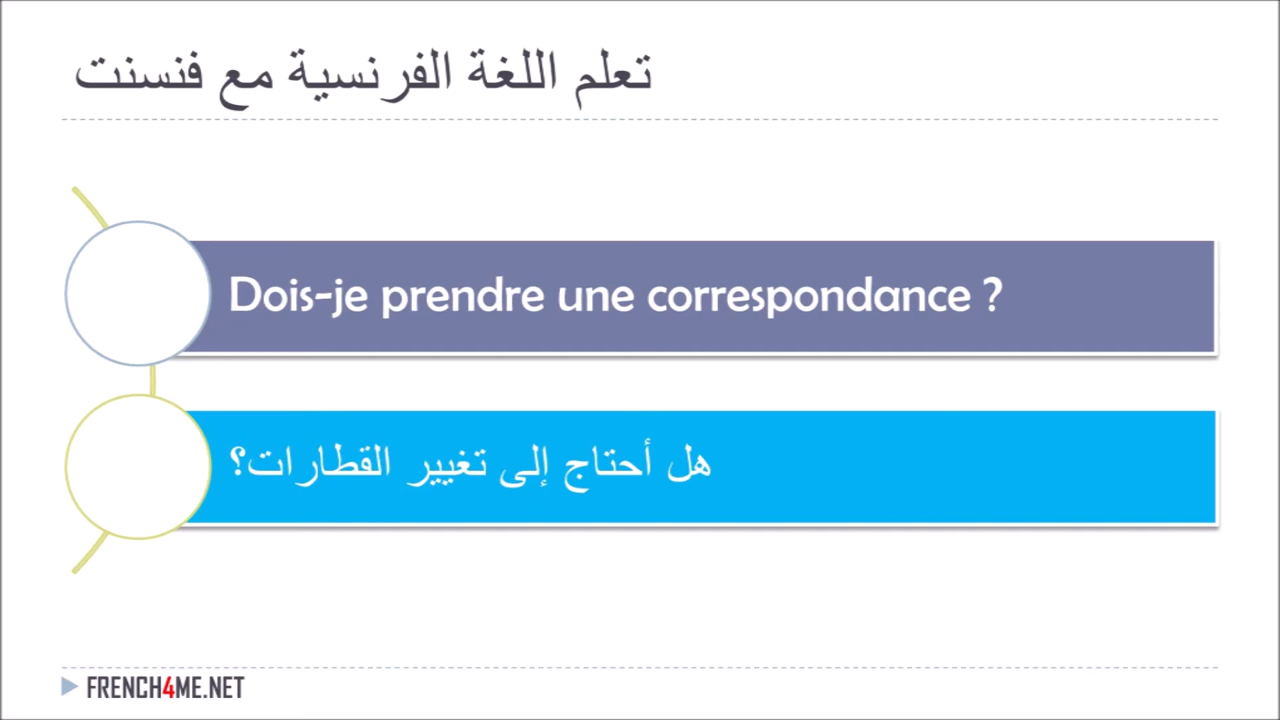 تعلم اللغة الفرنسية مع فنسنت
Dois-je prendre une correspondance ?
هل أحتاج إلى تغيير القطارات؟
FRENCH4ME.NET